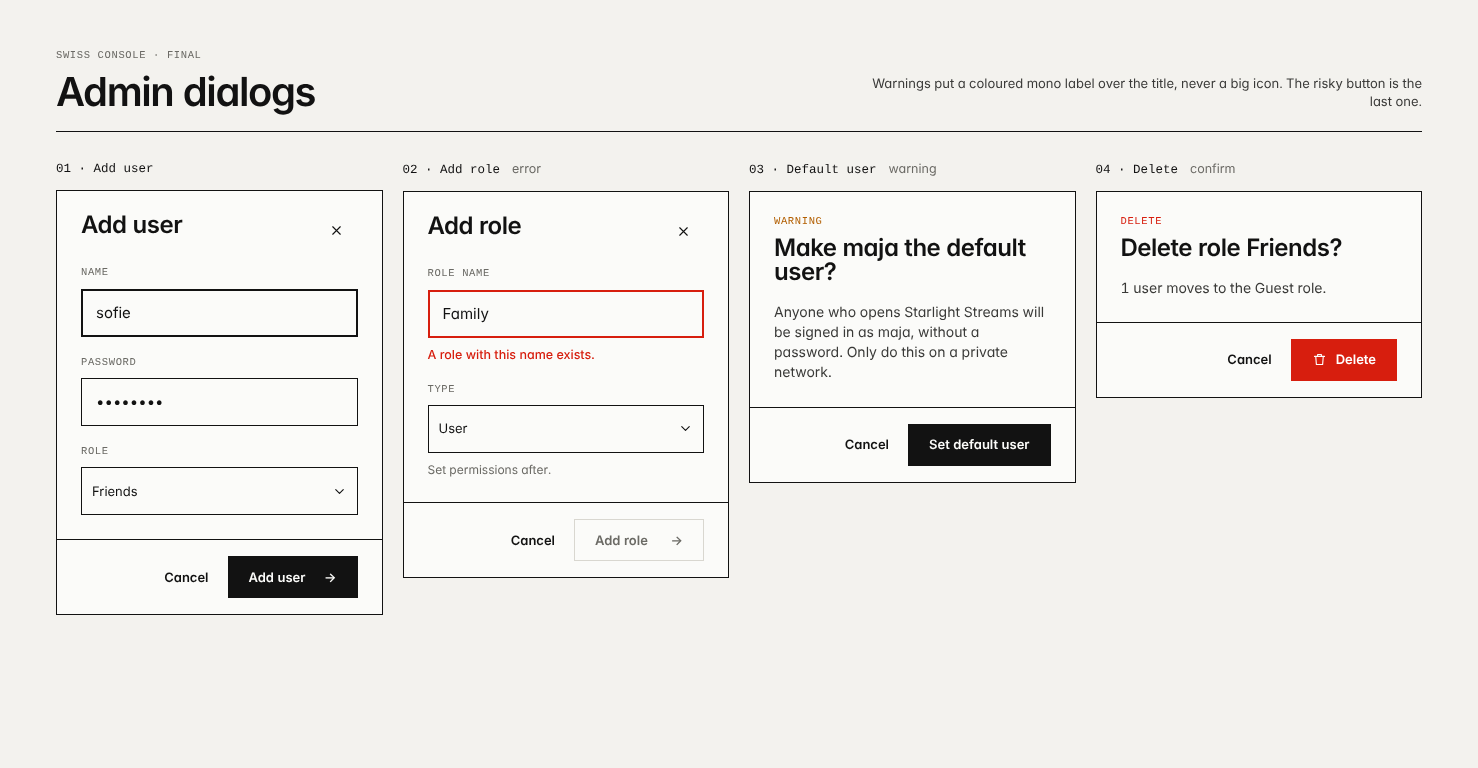 SWISS CONSOLE · FINAL
Admin dialogs
Warnings put a coloured mono label over the title, never a big icon. The risky button is the
last one.
01 · Add user
Add user
NAME
sofie
PASSWORD
••••••••
ROLE
Friends
Cancel
Add user →
02 · Add role error
Add role
ROLE NAME
Family
A role with this name exists.
TYPE
User
Set permissions after.
Cancel
Add role →
03 · Default user warning
WARNING
Make maja the default
user?
Anyone who opens Starlight Streams will
be signed in as maja, without a
password. Only do this on a private
network.
Cancel
Set default user
04 · Delete confirm
DELETE
Delete role Friends?
1 user moves to the Guest role.
Cancel
Delete